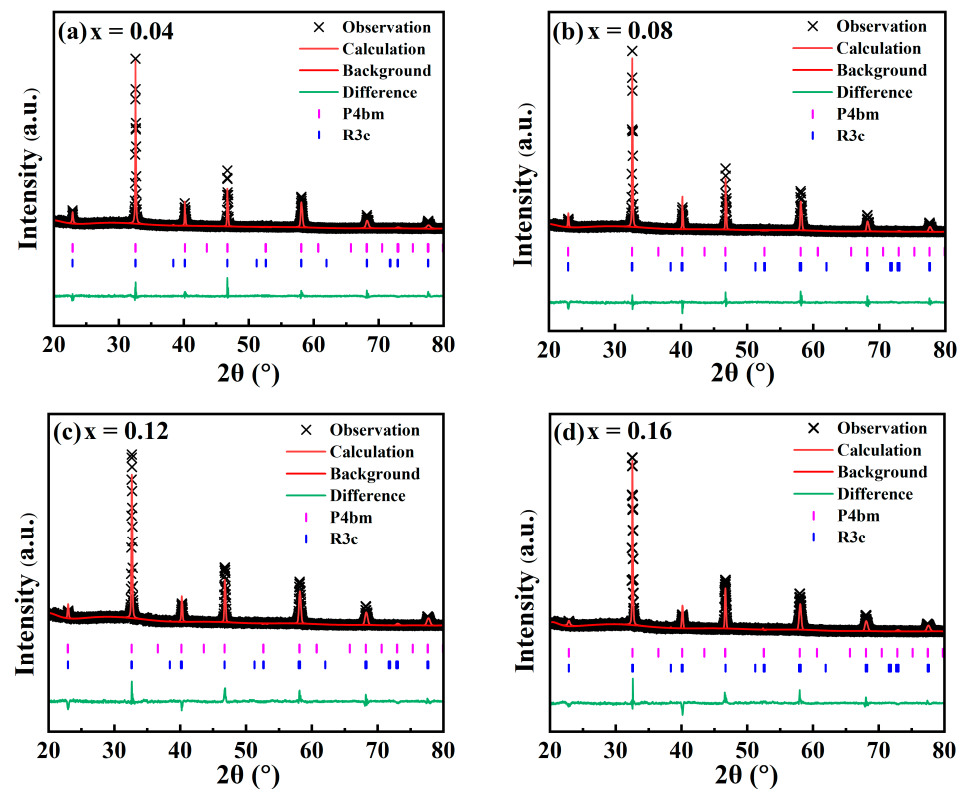 (a) x = 0.04
Observation
Calculation
Background
Difference
P4bm
R3c
Intensity (a.u.)
20 30 40 50 60 70 80
2θ (°)
(b) x = 0.08
Observation
Calculation
Background
Difference
P4bm
R3c
Intensity (a.u.)
20 30 40 50 60 70 80
2θ (°)
(c) x = 0.12
Observation
Calculation
Background
Difference
P4bm
R3c
Intensity (a.u.)
20 30 40 50 60 70 80
2θ (°)
(d) x = 0.16
Observation
Calculation
Background
Difference
P4bm
R3c
Intensity (a.u.)
20 30 40 50 60 70 80
2θ (°)